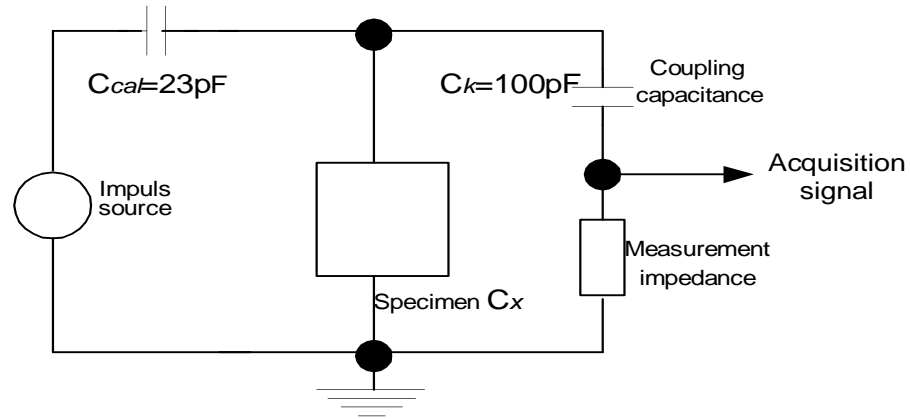 Ccal=23pF
Ck=100pF
Coupling
capacitance
Impuls
source
Acquisition
signal
Measurement
impedance
Specimen Cx